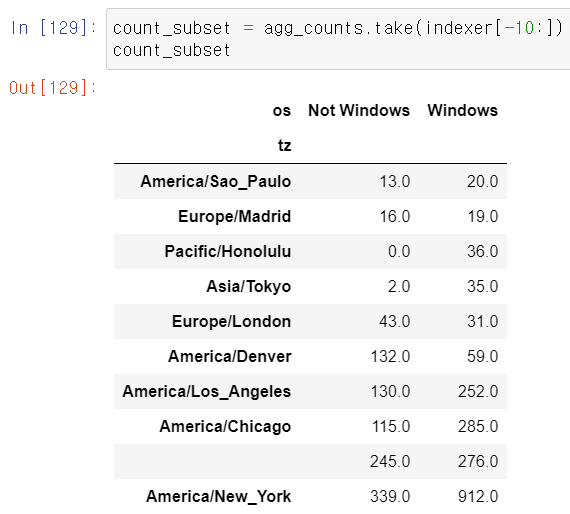 In [129]: count_subset = agg_counts.take(indexer[-10:])
count_subset
Out[129]:
os Not Windows Windows
tz
America/Sao_Paulo 13.0 20.0
Europe/Madrid 16.0 19.0
Pacific/Honolulu 0.0 36.0
Asia/Tokyo 2.0 35.0
Europe/London 43.0 31.0
America/Denver 132.0 59.0
America/Los_Angeles 130.0 252.0
America/Chicago 115.0 285.0
245.0 276.0
America/New_York 339.0 912.0